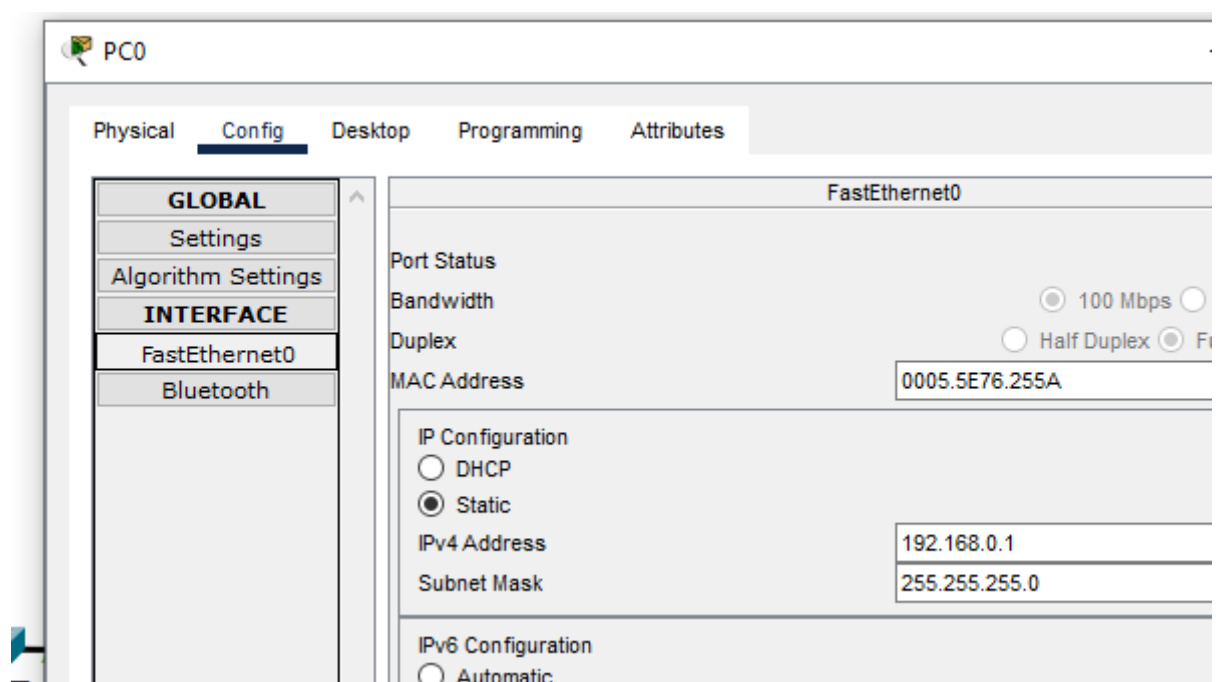 PC0
Physical Config Desktop Programming Attributes
GLOBAL
Settings
Algorithm Settings
INTERFACE
FastEthernet0
Bluetooth
FastEthernet0
Port Status
Bandwidth 100 Mbps
Duplex Half Duplex
MAC Address 0005.5E76.255A
IP Configuration
DHCP
Static
IPv4 Address 192.168.0.1
Subnet Mask 255.255.255.0
IPv6 Configuration
Automatic